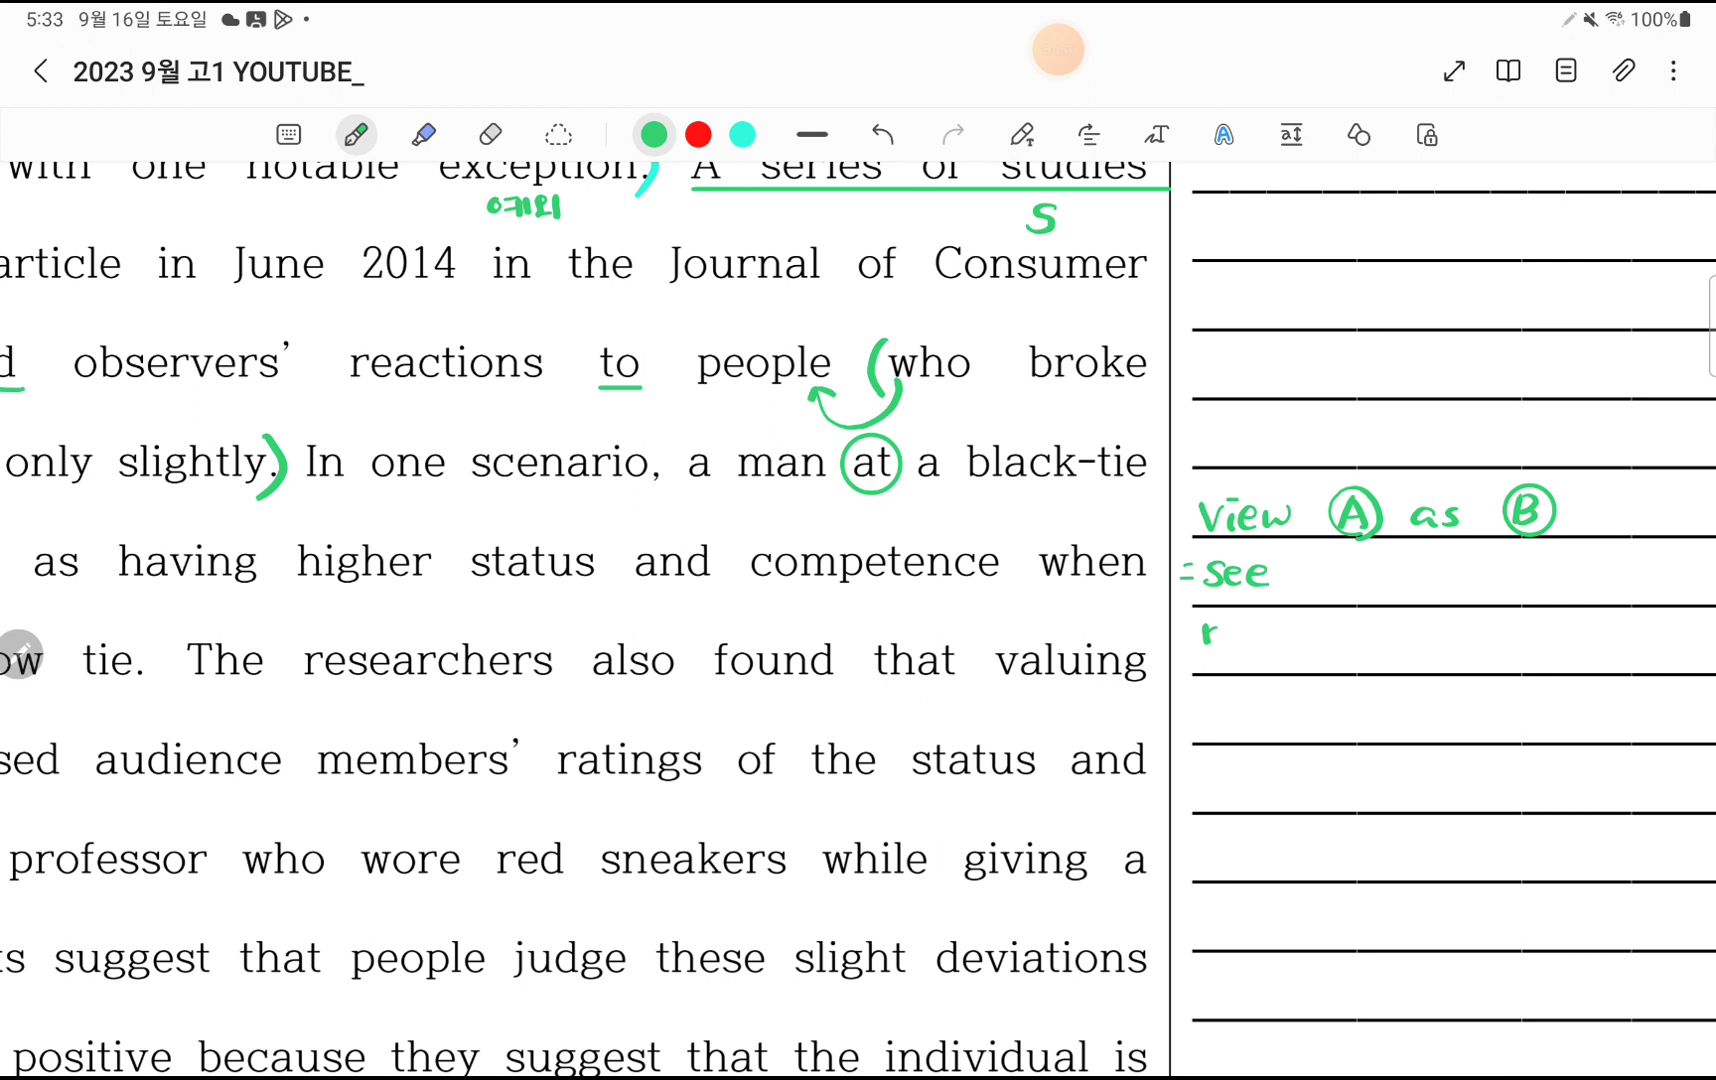 5:33 9월 16일 토요일 100%
2023 9월 고1 YOUTUBE_
with one notable exception. A series of studies
예외 S
article in June 2014 in the Journal of Consumer
d observers' reactions to people (who broke
only slightly.) In one scenario, a man at a black-tie
View A as B
as having higher status and competence when
= see
r
ow tie. The researchers also found that valuing
sed audience members' ratings of the status and
professor who wore red sneakers while giving a
ts suggest that people judge these slight deviations
positive because they suggest that the individual is